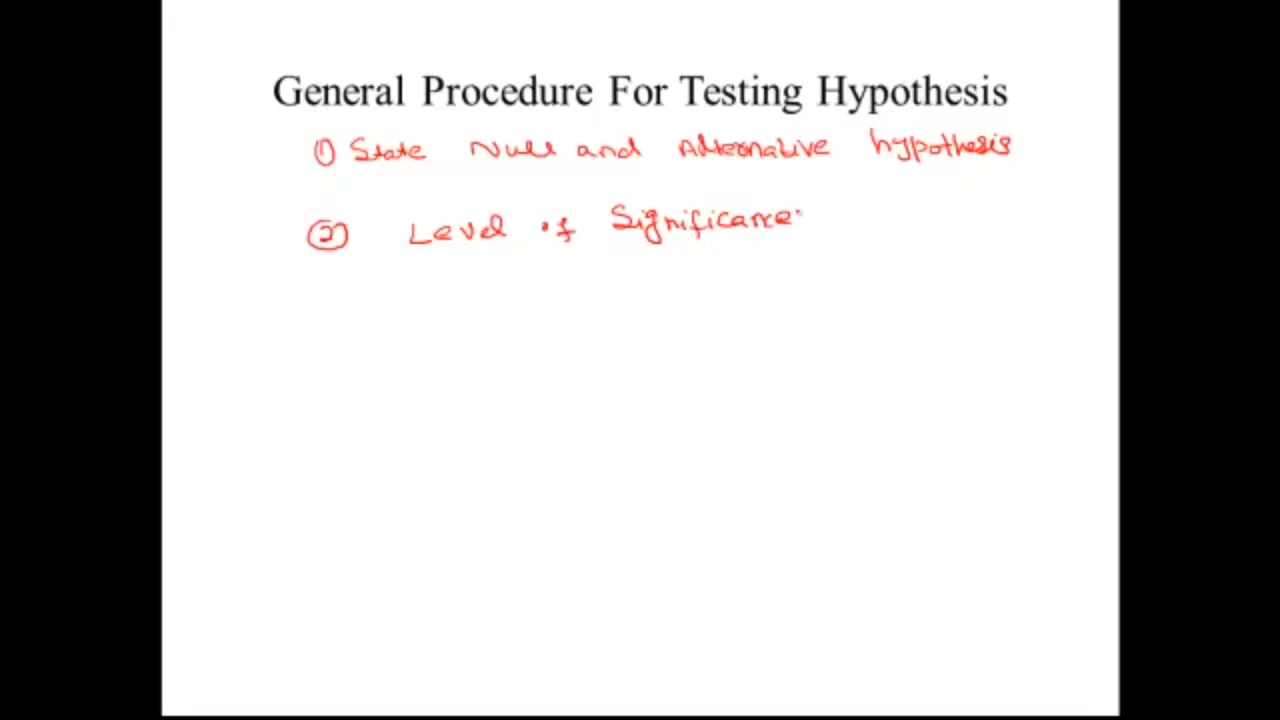 General Procedure For Testing Hypothesis
① State Null and Alternative hypothesis
② Level of Significance